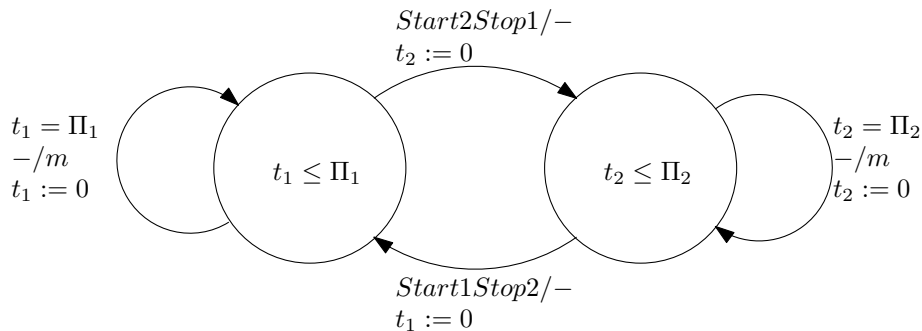 Start2Stop1/−
t₂ := 0
t₁ = Π₁
−/m
t₁ := 0
t₁ ≤ Π₁
t₂ ≤ Π₂
t₂ = Π₂
−/m
t₂ := 0
Start1Stop2/−
t₁ := 0